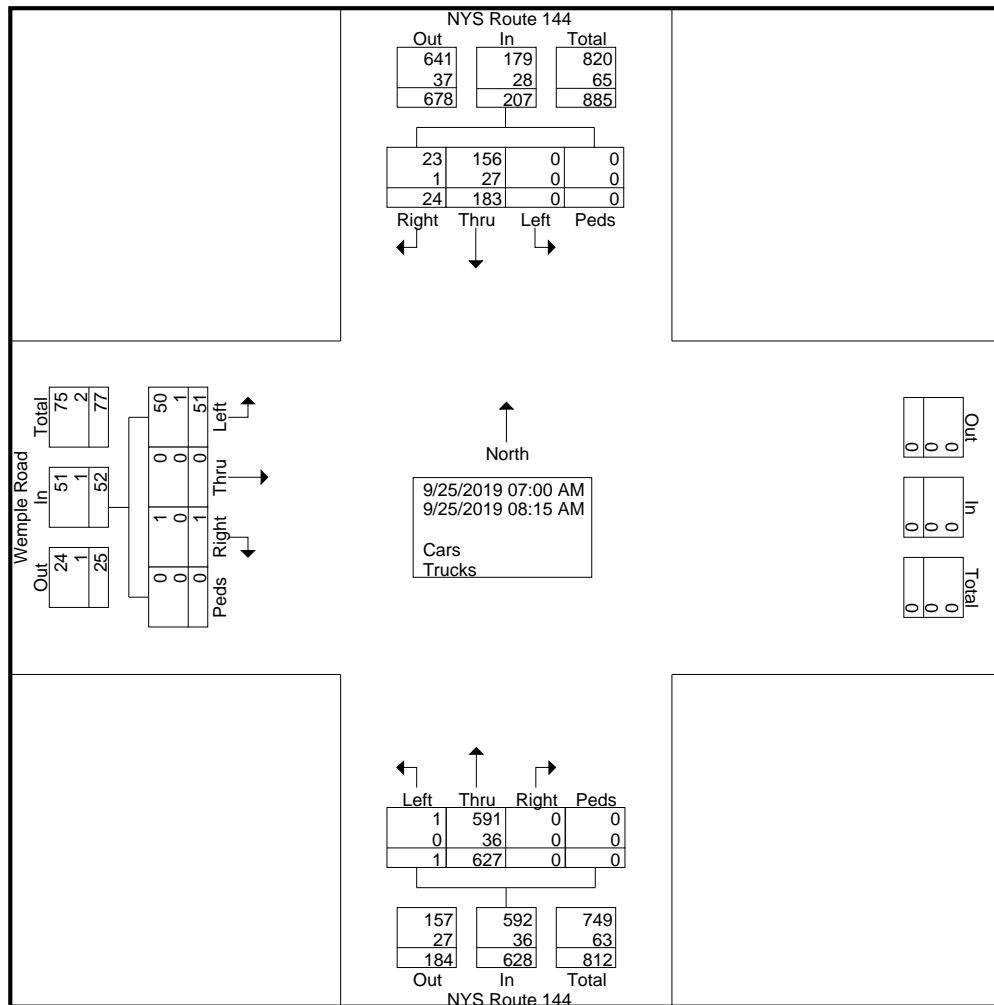 NYS Route 144
Out In Total
641 179 820
37 28 65
678 207 885
23 156 0 0
1 27 0 0
24 183 0 0
Right Thru Left Peds
Wemple Road
Total In Out
75 51 24
2 1 1
77 52 25
50 0 1 0
1 0 0 0
51 0 1 0
Left Thru Right Peds
North
9/25/2019 07:00 AM
9/25/2019 08:15 AM
Cars
Trucks
Out In Total
0 0 0
0 0 0
0 0 0
Left Thru Right Peds
1 591 0 0
0 36 0 0
1 627 0 0
157 592 749
27 36 63
184 628 812
Out In Total
NYS Route 144